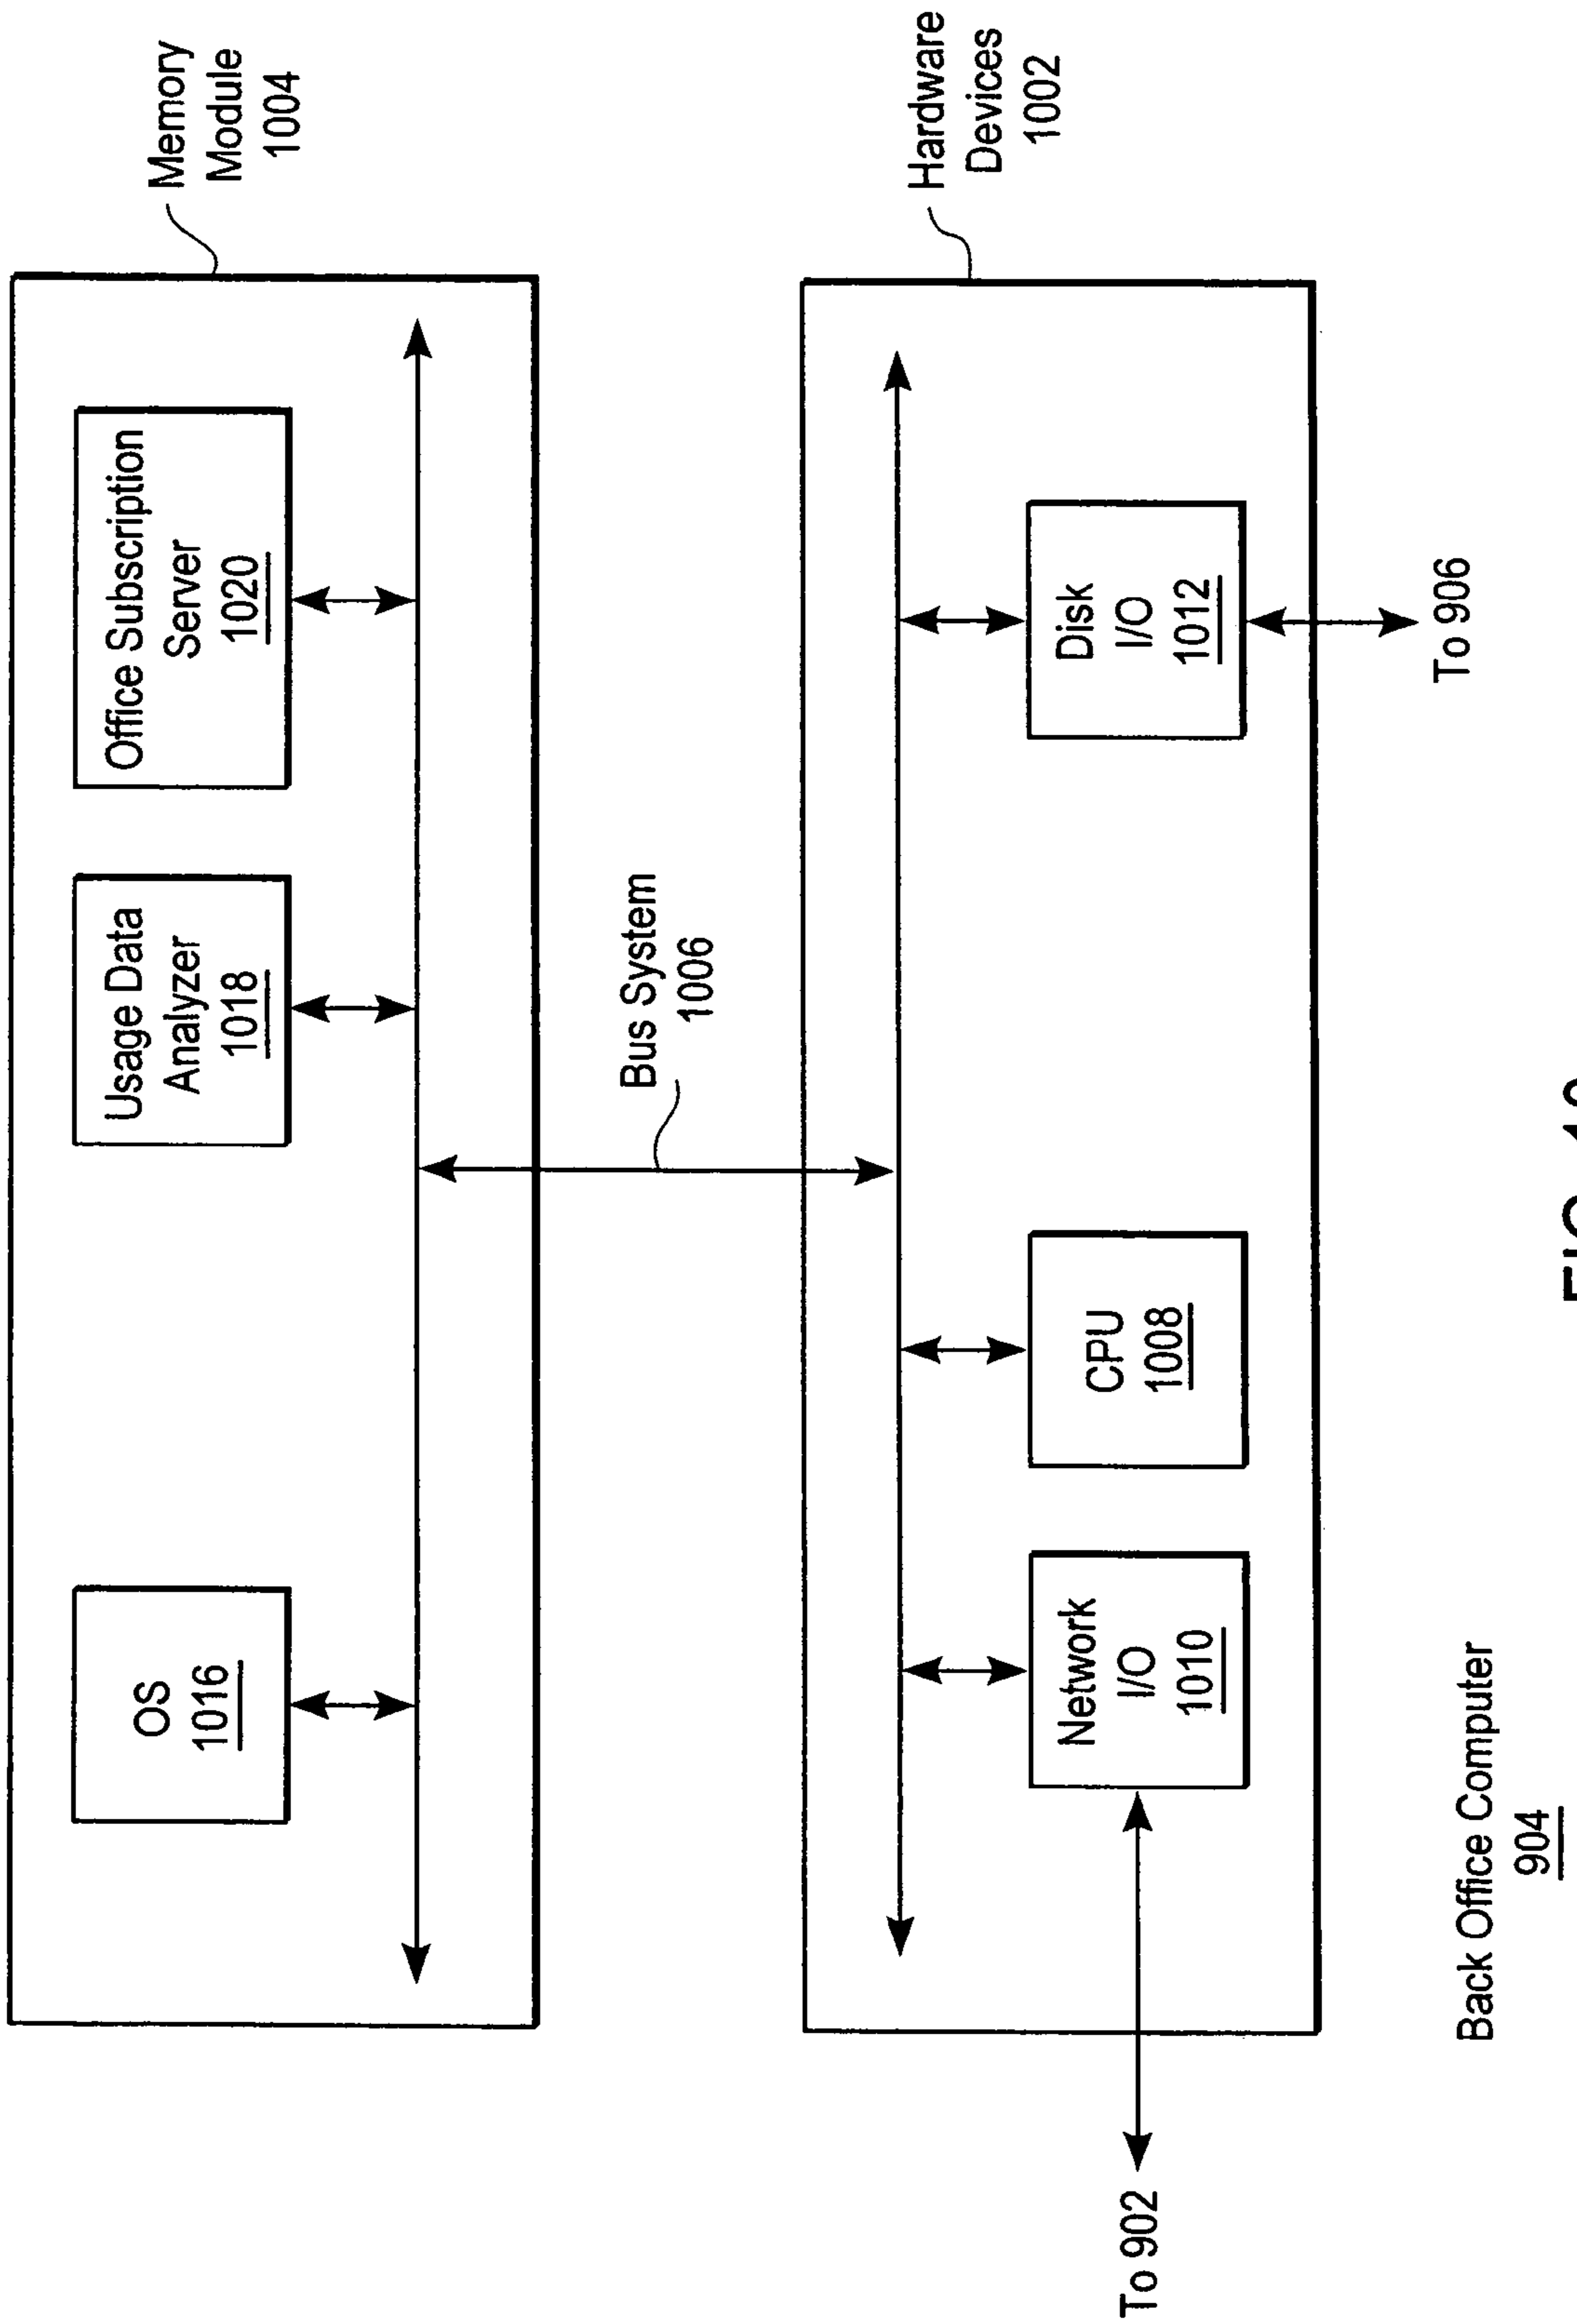 Memory
Module
1004
OS
1016
Usage Data
Analyzer
1018
Office Subscription
Server
1020
Bus System
1006
Hardware
Devices
1002
Network
I/O
1010
CPU
1008
Disk
I/O
1012
To 902
To 906
Back Office Computer
904